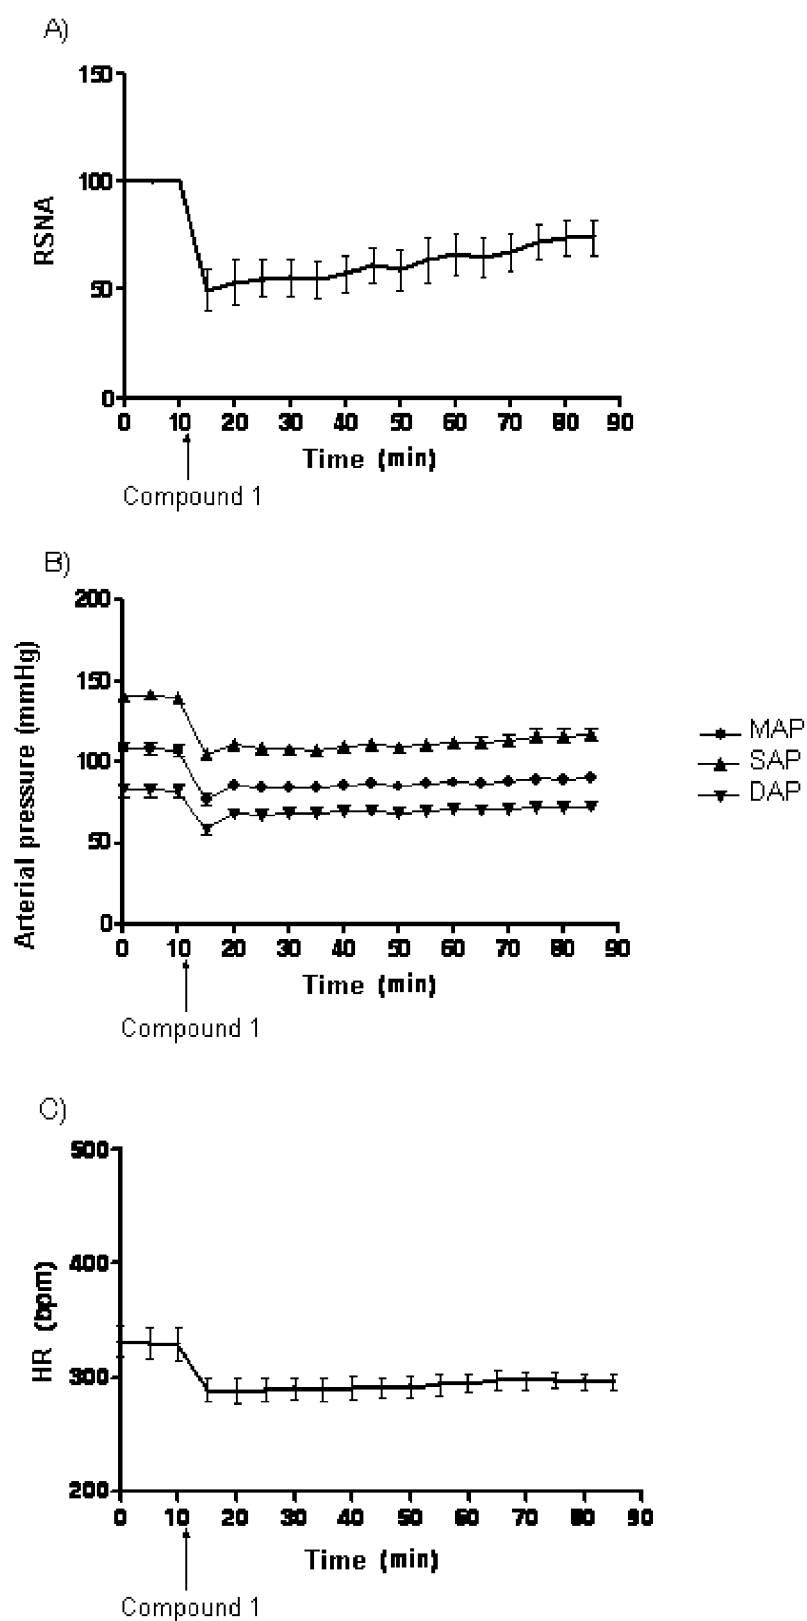 A)
150
100
50
0
RSNA
0 10 20 30 40 50 60 70 80 90
Time (min)
Compound 1
B)
200
150
100
50
0
Arterial pressure (mmHg)
MAP
SAP
DAP
0 10 20 30 40 50 60 70 80 90
Time (min)
Compound 1
C)
500
400
300
200
HR (bpm)
0 10 20 30 40 50 60 70 80 90
Time (min)
Compound 1